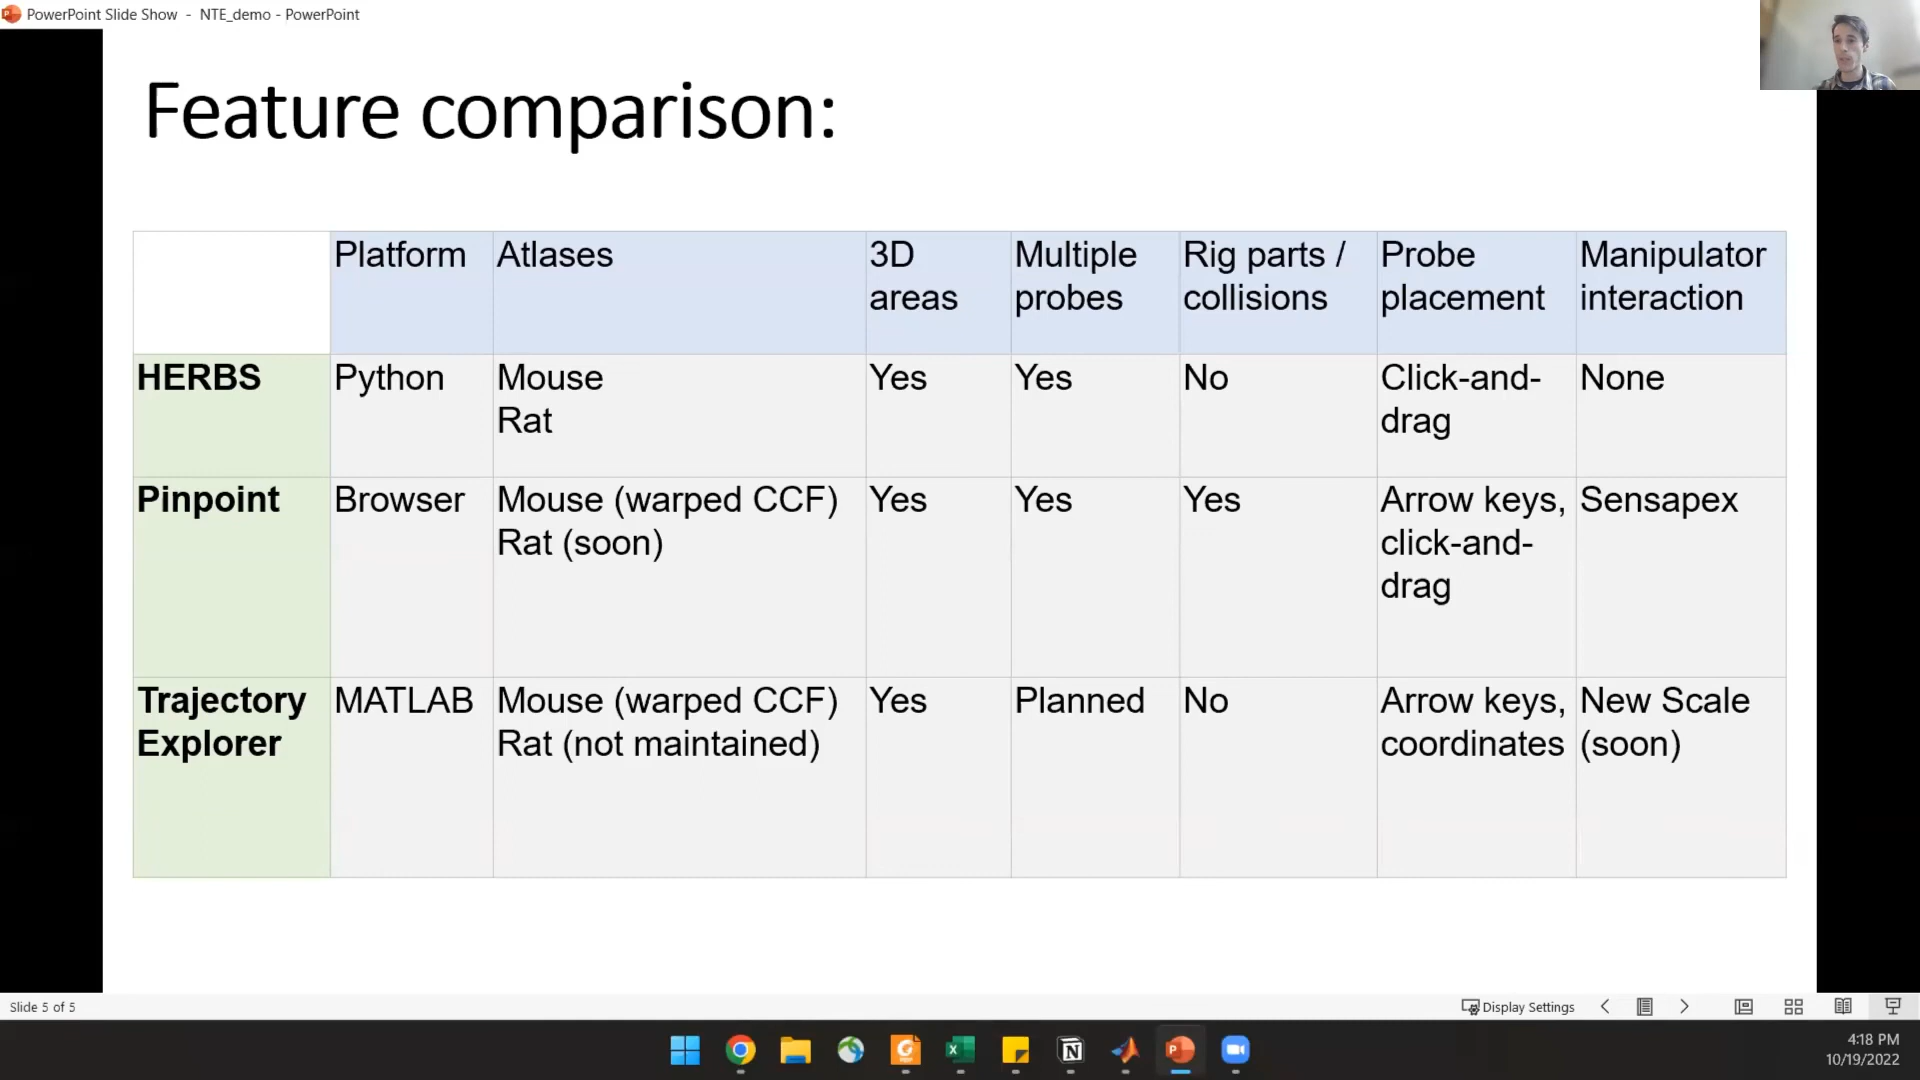 PowerPoint Slide Show - NTE_demo - PowerPoint
Feature comparison:
Platform
Atlases
3D
areas
Multiple
probes
Rig parts /
collisions
Probe
placement
Manipulator
interaction
HERBS
Python
Mouse
Rat
Yes
Yes
No
Click-and-
drag
None
Pinpoint
Browser
Mouse (warped CCF)
Rat (soon)
Yes
Yes
Yes
Arrow keys,
click-and-
drag
Sensapex
Trajectory
Explorer
MATLAB
Mouse (warped CCF)
Rat (not maintained)
Yes
Planned
No
Arrow keys,
coordinates
New Scale
(soon)
Slide 5 of 5
Display Settings
4:18 PM
10/19/2022